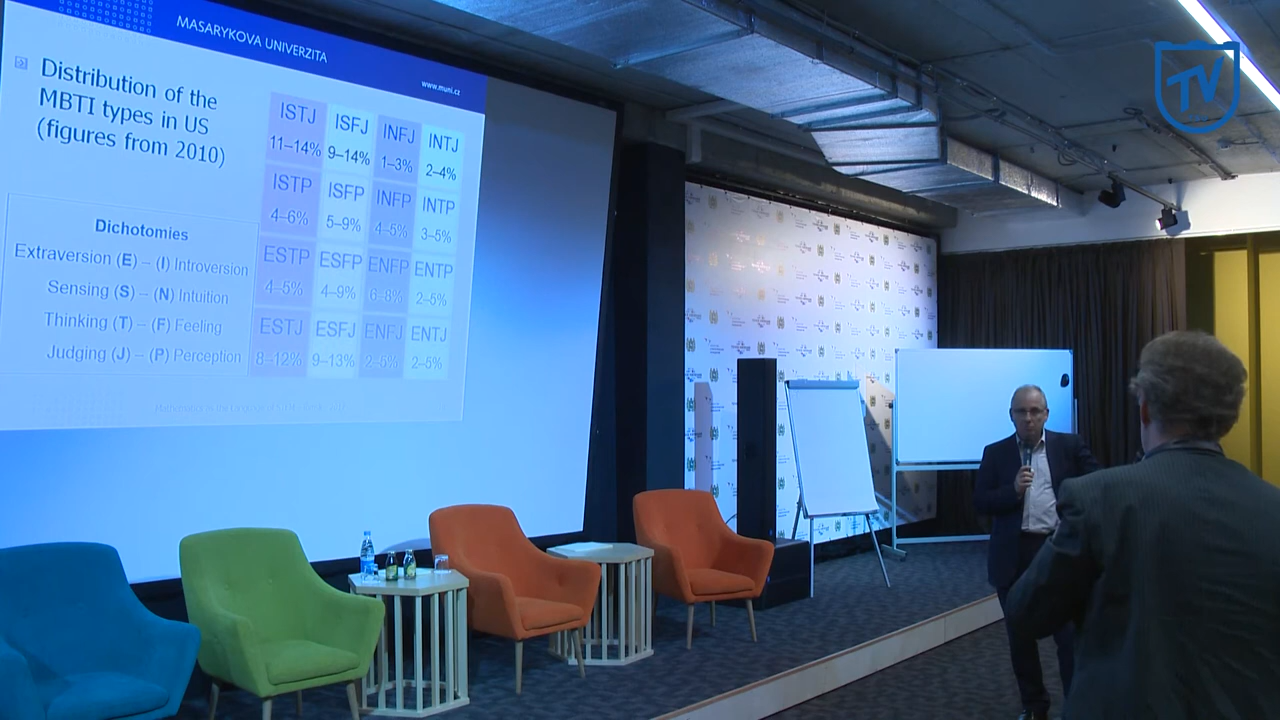 MASARYKOVA UNIVERZITA
www.muni.cz
Distribution of the
MBTI types in US
(figures from 2010)
ISTJ ISFJ INFJ INTJ
11–14% 9–14% 1–3% 2–4%
ISTP ISFP INFP INTP
4–6% 5–9% 4–5% 3–5%
ESTP ESFP ENFP ENTP
4–5% 4–9% 6–8% 2–5%
ESTJ ESFJ ENFJ ENTJ
8–12% 9–13% 2–5% 2–5%
Dichotomies
Extraversion (E) – (I) Introversion
Sensing (S) – (N) Intuition
Thinking (T) – (F) Feeling
Judging (J) – (P) Perception
TV